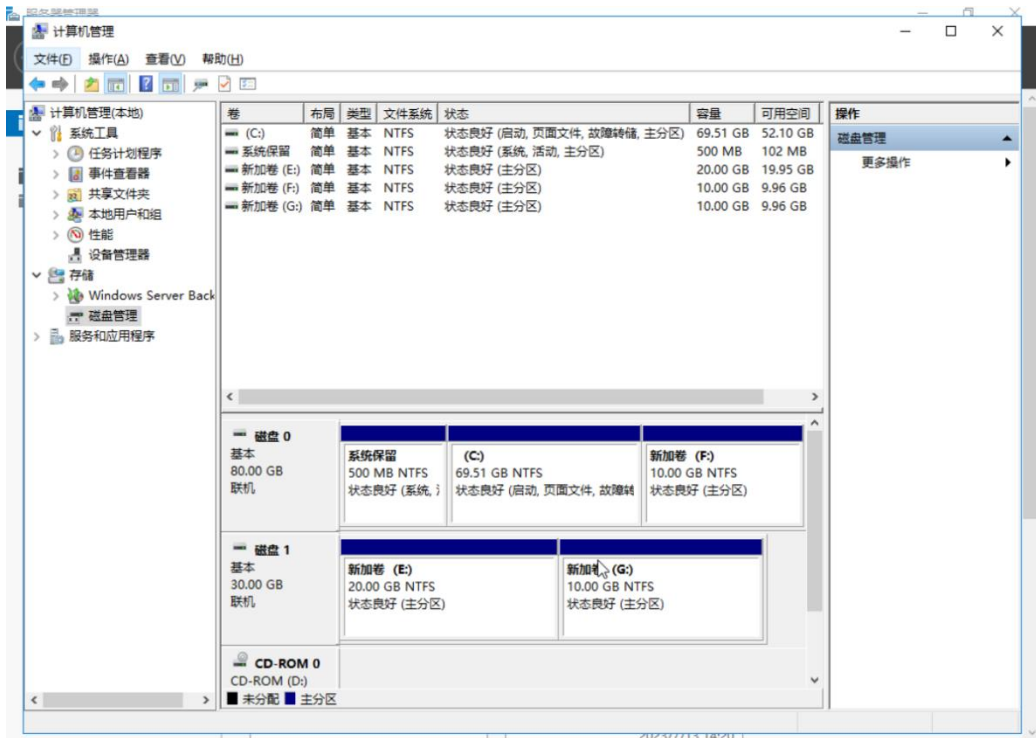 服务器管理器
计算机管理
文件(F) 操作(A) 查看(V) 帮助(H)
计算机管理(本地)
系统工具
任务计划程序
事件查看器
共享文件夹
本地用户和组
性能
设备管理器
存储
Windows Server Back
磁盘管理
服务和应用程序
卷 布局 类型 文件系统 状态 容量 可用空间
(C:) 简单 基本 NTFS 状态良好 (启动, 页面文件, 故障转储, 主分区) 69.51 GB 52.10 GB
系统保留 简单 基本 NTFS 状态良好 (系统, 活动, 主分区) 500 MB 102 MB
新加卷 (E:) 简单 基本 NTFS 状态良好 (主分区) 20.00 GB 19.95 GB
新加卷 (F:) 简单 基本 NTFS 状态良好 (主分区) 10.00 GB 9.96 GB
新加卷 (G:) 简单 基本 NTFS 状态良好 (主分区) 10.00 GB 9.96 GB
操作
磁盘管理
更多操作
磁盘 0
基本
80.00 GB
联机
系统保留
500 MB NTFS
状态良好 (系统,
(C:)
69.51 GB NTFS
状态良好 (启动, 页面文件, 故障转
新加卷 (F:)
10.00 GB NTFS
状态良好 (主分区)
磁盘 1
基本
30.00 GB
联机
新加卷 (E:)
20.00 GB NTFS
状态良好 (主分区)
新加卷 (G:)
10.00 GB NTFS
状态良好 (主分区)
CD-ROM 0
CD-ROM (D:)
未分配 主分区